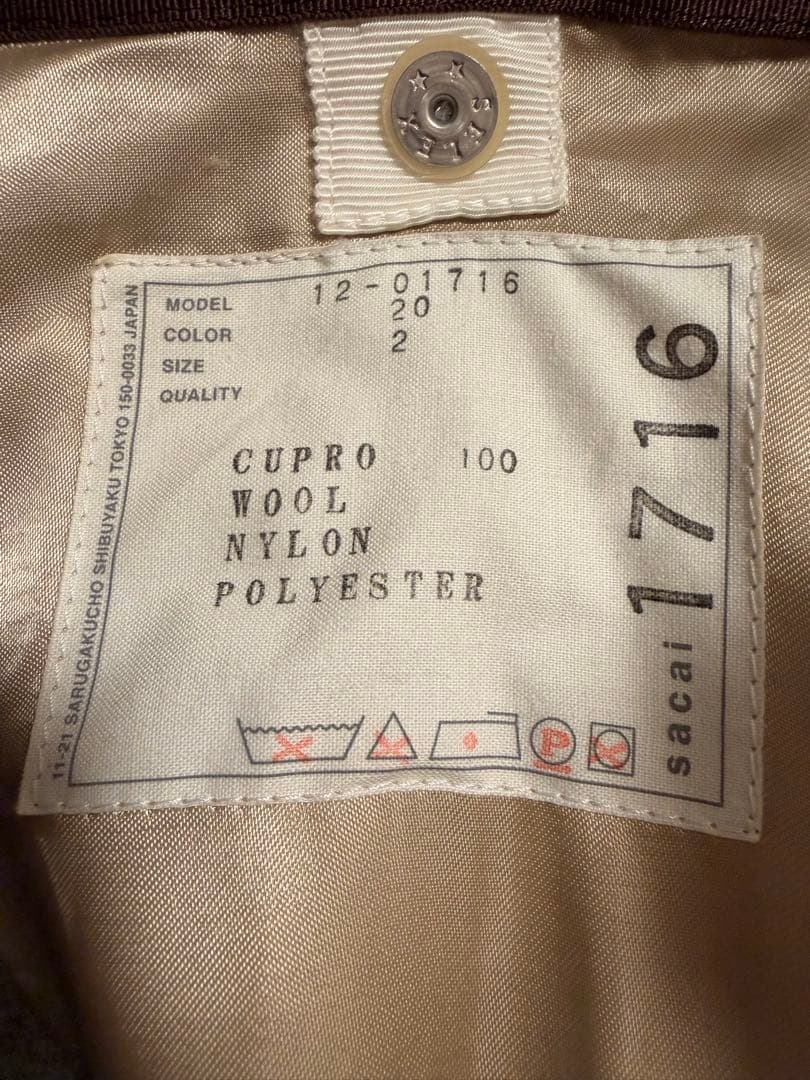 SELEX
MODEL 12-01716
COLOR 20
SIZE 2
QUALITY
CUPRO 100
WOOL
NYLON
POLYESTER
P
11-21 SARUGAKUCHO SHIBUYAKU TOKYO 150-0033 JAPAN
sacai 1716